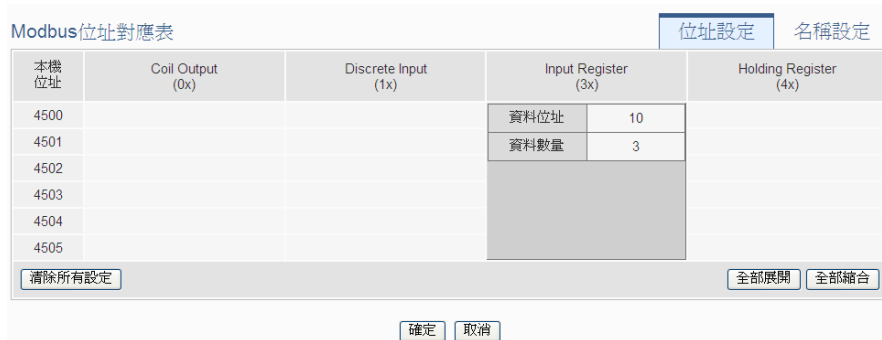 Modbus位址對應表
位址設定 名稱設定
本機位址 Coil Output (0x) Discrete Input (1x) Input Register (3x) Holding Register (4x)
4500 資料位址 10
4501 資料數量 3
4502
4503
4504
4505
清除所有設定 全部展開 全部縮合
確定 取消